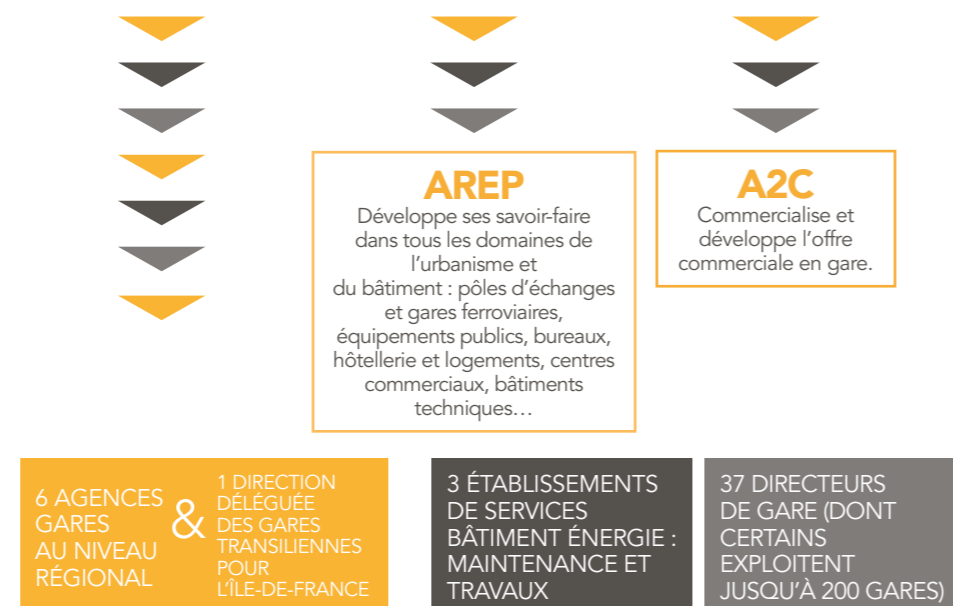 AREP
Développe ses savoir-faire
dans tous les domaines de
l’urbanisme et
du bâtiment : pôles d’échanges
et gares ferroviaires,
équipements publics, bureaux,
hôtellerie et logements, centres
commerciaux, bâtiments
techniques…
A2C
Commercialise et
développe l’offre
commerciale en gare.
6 AGENCES
GARES
AU NIVEAU
RÉGIONAL
&
1 DIRECTION
DÉLÉGUÉE
DES GARES
TRANSILIENNES
POUR
L’ÎLE-DE-FRANCE
3 ÉTABLISSEMENTS
DE SERVICES
BÂTIMENT ÉNERGIE :
MAINTENANCE ET
TRAVAUX
37 DIRECTEURS
DE GARE (DONT
CERTAINS
EXPLOITENT
JUSQU’À 200 GARES)